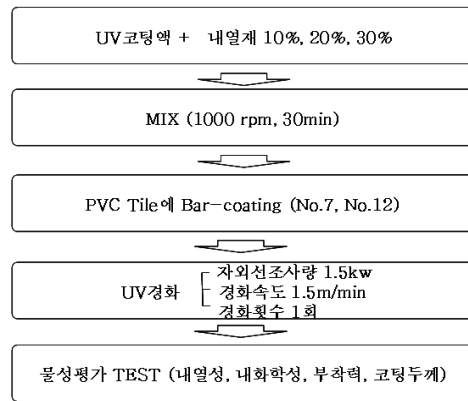 UV코팅액 + 내열재 10%, 20%, 30%
MIX (1000 rpm, 30min)
PVC Tile에 Bar-coating (No.7, No.12)
자외선조사량 1.5kw
UV경화 경화속도 1.5m/min
경화횟수 1회
물성평가 TEST (내열성, 내화학성, 부착력, 코팅두께)